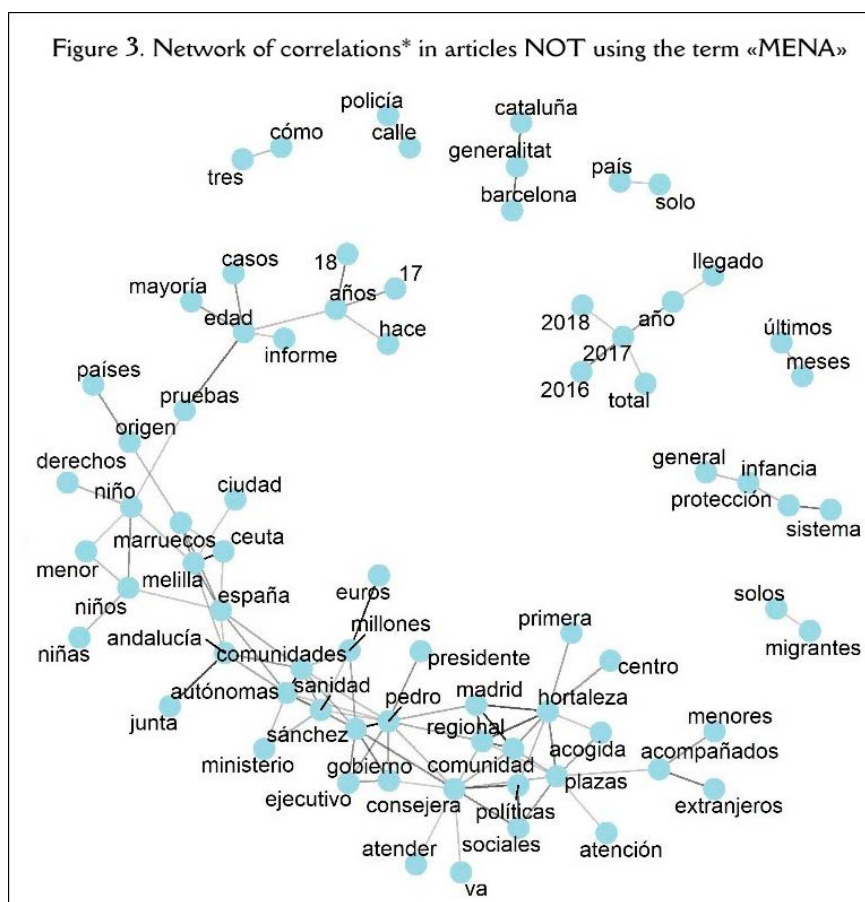 Figure 3. Network of correlations* in articles NOT using the term «MENA»
policía
cataluña
cómo
calle
generalitat
tres
país
barcelona
solo
casos
18
17
llegado
mayoría
años
edad
2018
año
hace
últimos
informe
2017
países
meses
pruebas
2016
total
origen
derechos
general
infancia
ciudad
niño
protección
marruecos
ceuta
sistema
menor
melilla
euros
niños
españa
solos
primera
millones
andalucía
niñas
comunidades
migrantes
presidente
centro
autónomas
sanidad
madrid
pedro
hortaleza
junta
menores
sánchez
regional
acogida
acompañados
ministerio
gobierno
comunidad
plazas
ejecutivo
consejera
extranjeros
políticas
sociales
atención
atender
va